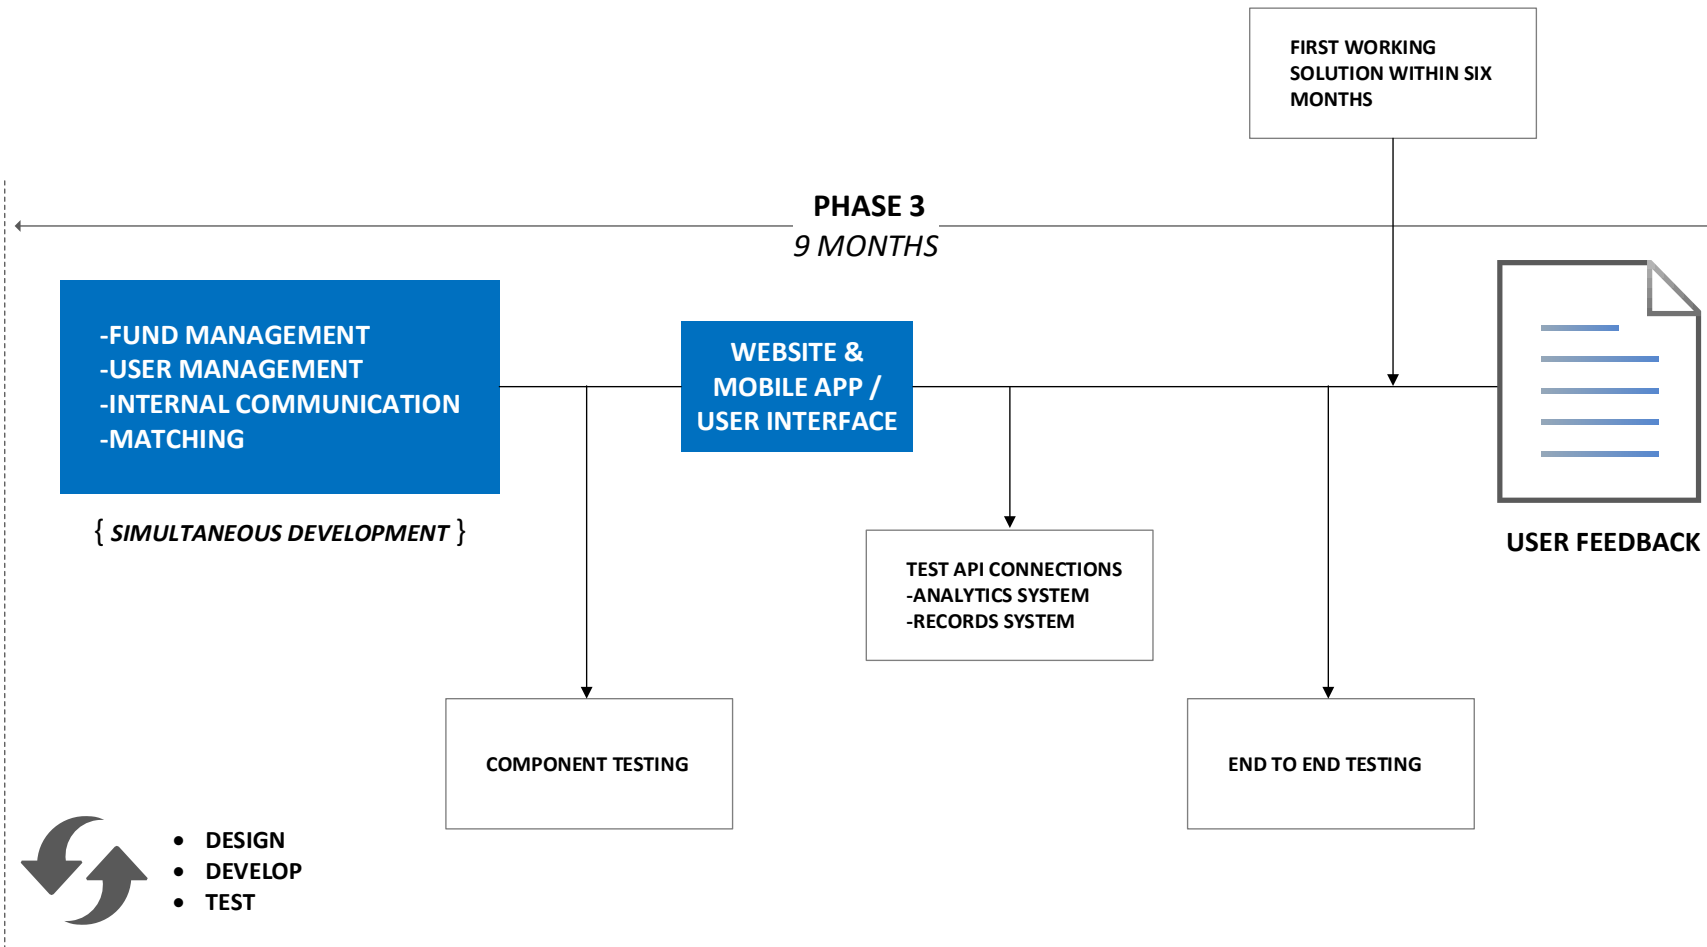 FIRST WORKING
SOLUTION WITHIN SIX
MONTHS
PHASE 3
9 MONTHS
-FUND MANAGEMENT
-USER MANAGEMENT
-INTERNAL COMMUNICATION
-MATCHING
{ SIMULTANEOUS DEVELOPMENT }
WEBSITE &
MOBILE APP /
USER INTERFACE
USER FEEDBACK
TEST API CONNECTIONS
-ANALYTICS SYSTEM
-RECORDS SYSTEM
COMPONENT TESTING
END TO END TESTING
• DESIGN
• DEVELOP
• TEST